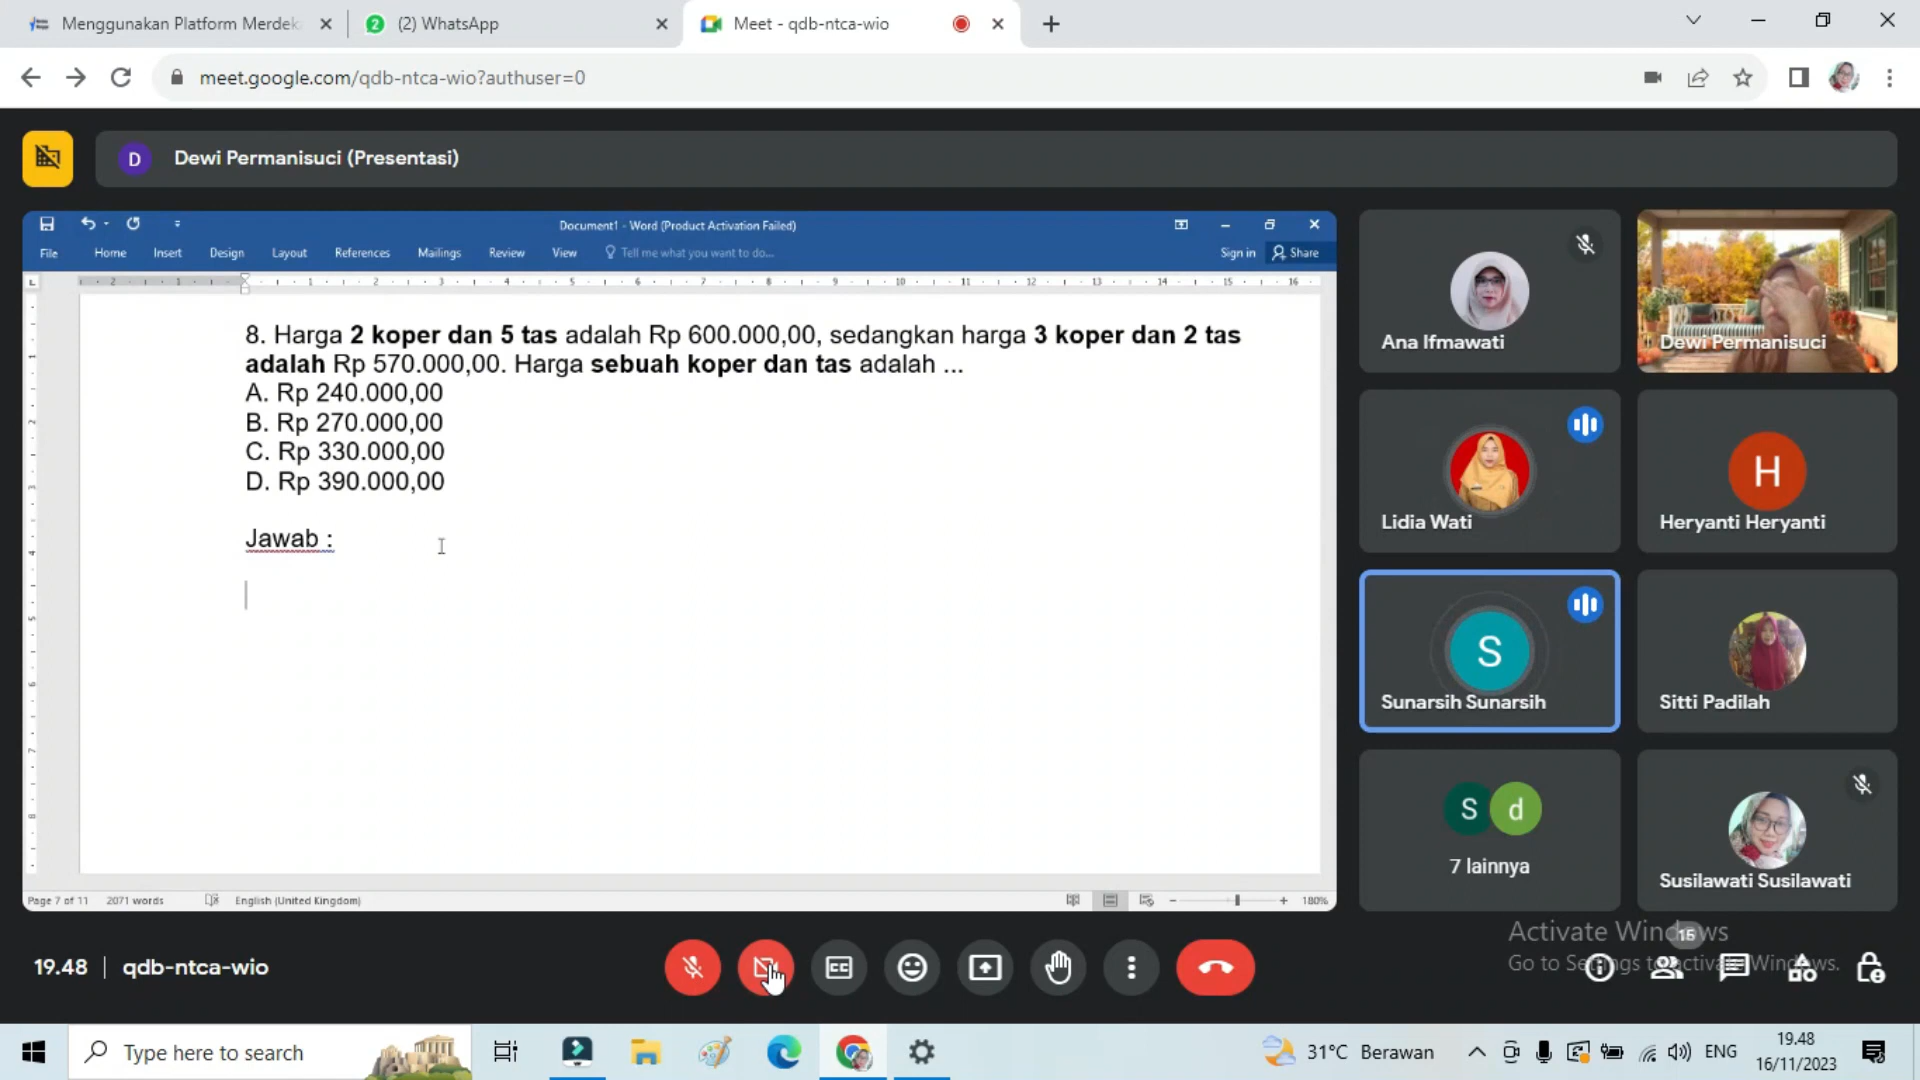 Menggunakan Platform Merdek
(2) WhatsApp
Meet - qdb-ntca-wio
meet.google.com/qdb-ntca-wio?authuser=0
D
Dewi Permanisuci (Presentasi)
Document1 - Word (Product Activation Failed)
File Home Insert Design Layout References Mailings Review View Tell me what you want to do... Sign in Share
8. Harga 2 koper dan 5 tas adalah Rp 600.000,00, sedangkan harga 3 koper dan 2 tas
adalah Rp 570.000,00. Harga sebuah koper dan tas adalah ...
A. Rp 240.000,00
B. Rp 270.000,00
C. Rp 330.000,00
D. Rp 390.000,00
Jawab :
Page 7 of 11 2071 words English (United Kingdom) 180%
Ana Ifmawati
Dewi Permanisuci
Lidia Wati
H
Heryanti Heryanti
S
Sunarsih Sunarsih
Sitti Padilah
S d
7 lainnya
Susilawati Susilawati
Activate Windows
Go to Settings to activate Windows.
15
19.48 | qdb-ntca-wio
CC
Type here to search
31°C Berawan
ENG
19.48
16/11/2023